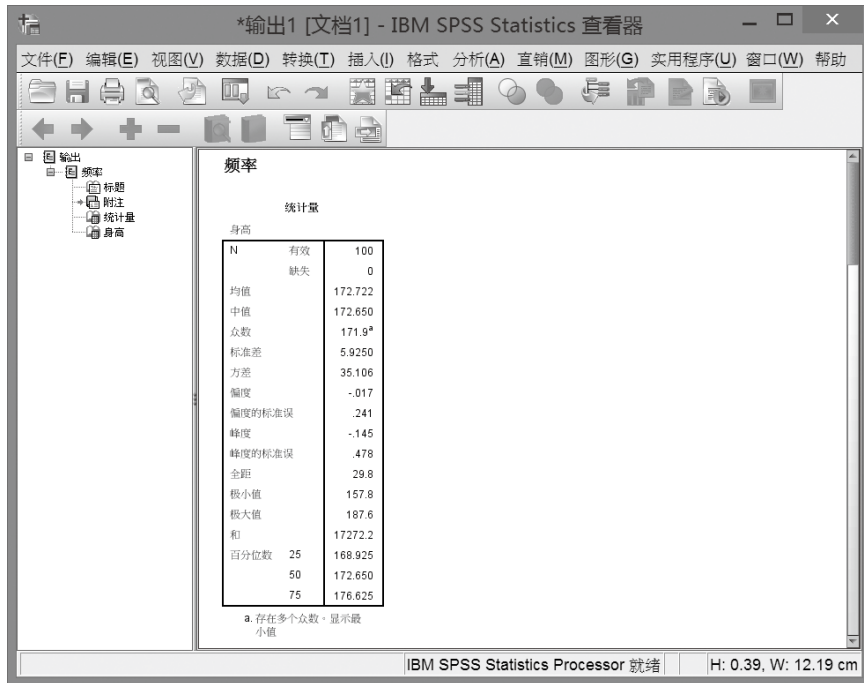 *输出1 [文档1] - IBM SPSS Statistics 查看器
文件(F) 编辑(E) 视图(V) 数据(D) 转换(T) 插入(I) 格式 分析(A) 直销(M) 图形(G) 实用程序(U) 窗口(W) 帮助
输出
频率
标题
附注
统计量
身高
频率
统计量
身高
N 有效 100
缺失 0
均值 172.722
中值 172.650
众数 171.9a
标准差 5.9250
方差 35.106
偏度 -.017
偏度的标准误 .241
峰度 -.145
峰度的标准误 .478
全距 29.8
极小值 157.8
极大值 187.6
和 17272.2
百分位数 25 168.925
50 172.650
75 176.625
a. 存在多个众数。显示最
小值
IBM SPSS Statistics Processor 就绪 H: 0.39, W: 12.19 cm